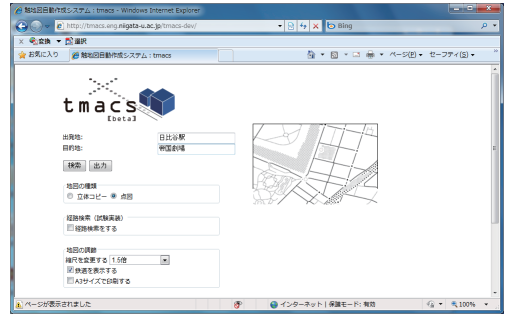 触地図自動作成システム : tmacs - Windows Internet Explorer
http://tmacs.eng.niigata-u.ac.jp/tmacs-dev/
Bing
x 変換 選択
お気に入り 触地図自動作成システム : tmacs ページ(P) セーフティ(S)
tmacs
[beta]
出発地: 日比谷駅
目的地: 帝国劇場
検索 出力
地図の種類
立体コピー 点図
経路検索（試験実装）
経路検索をする
地図の調節
縮尺を変更する 1.5倍
鉄道を表示する
A3サイズで印刷する
ページが表示されました インターネット | 保護モード: 有効 100%